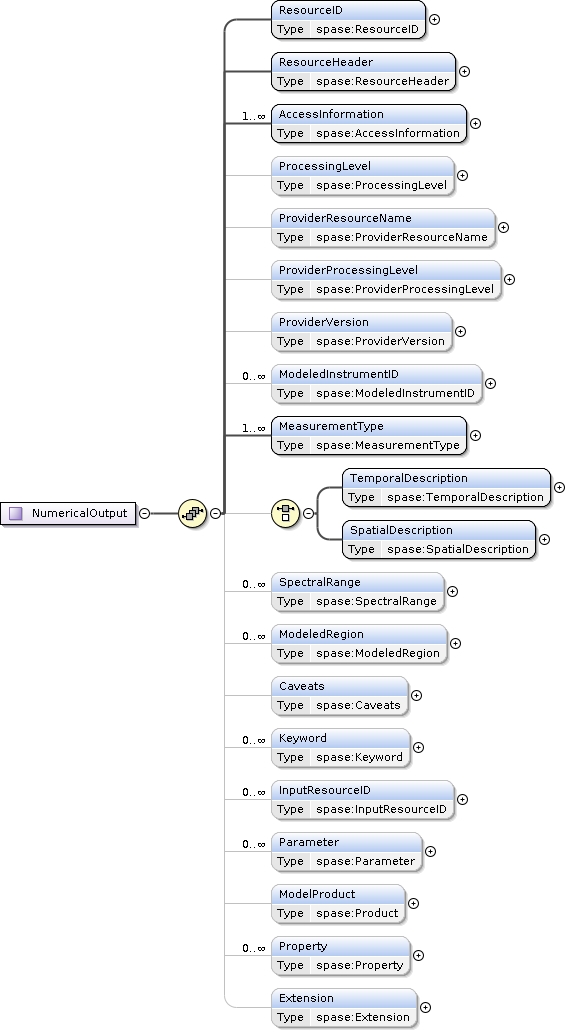 ResourceID
Type spase:ResourceID
ResourceHeader
Type spase:ResourceHeader
1..∞
AccessInformation
Type spase:AccessInformation
ProcessingLevel
Type spase:ProcessingLevel
ProviderResourceName
Type spase:ProviderResourceName
ProviderProcessingLevel
Type spase:ProviderProcessingLevel
ProviderVersion
Type spase:ProviderVersion
0..∞
ModeledInstrumentID
Type spase:ModeledInstrumentID
1..∞
MeasurementType
Type spase:MeasurementType
NumericalOutput
TemporalDescription
Type spase:TemporalDescription
SpatialDescription
Type spase:SpatialDescription
0..∞
SpectralRange
Type spase:SpectralRange
0..∞
ModeledRegion
Type spase:ModeledRegion
Caveats
Type spase:Caveats
0..∞
Keyword
Type spase:Keyword
0..∞
InputResourceID
Type spase:InputResourceID
0..∞
Parameter
Type spase:Parameter
ModelProduct
Type spase:Product
0..∞
Property
Type spase:Property
Extension
Type spase:Extension